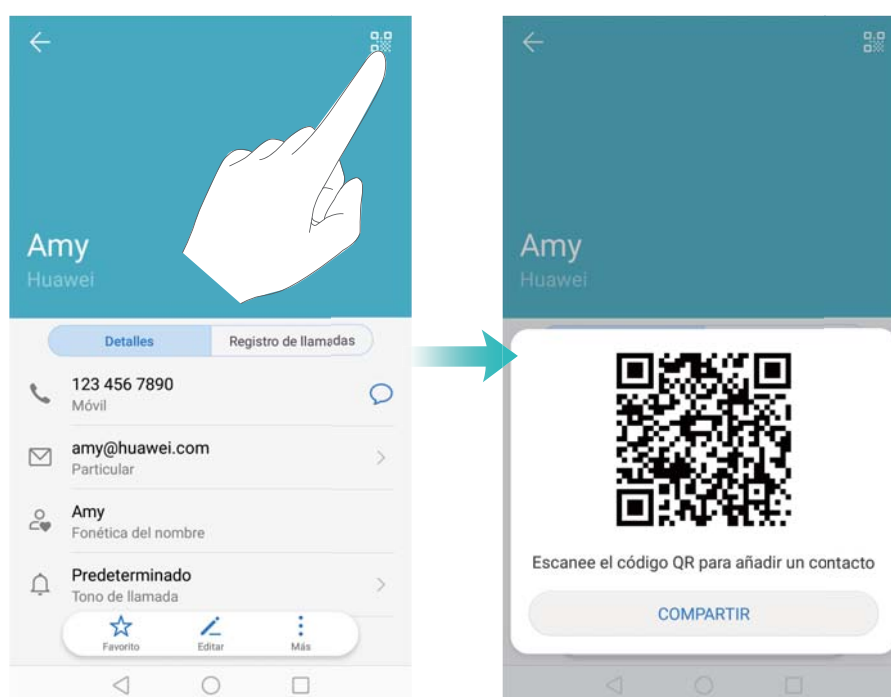 Amy
Huawei
Detalles
Registro de llamadas
123 456 7890
Móvil
amy@huawei.com
Particular
Amy
Fonética del nombre
Predeterminado
Tono de llamada
Favorito
Editar
Más
Amy
Huawei
Escanee el código QR para añadir un contacto
COMPARTIR